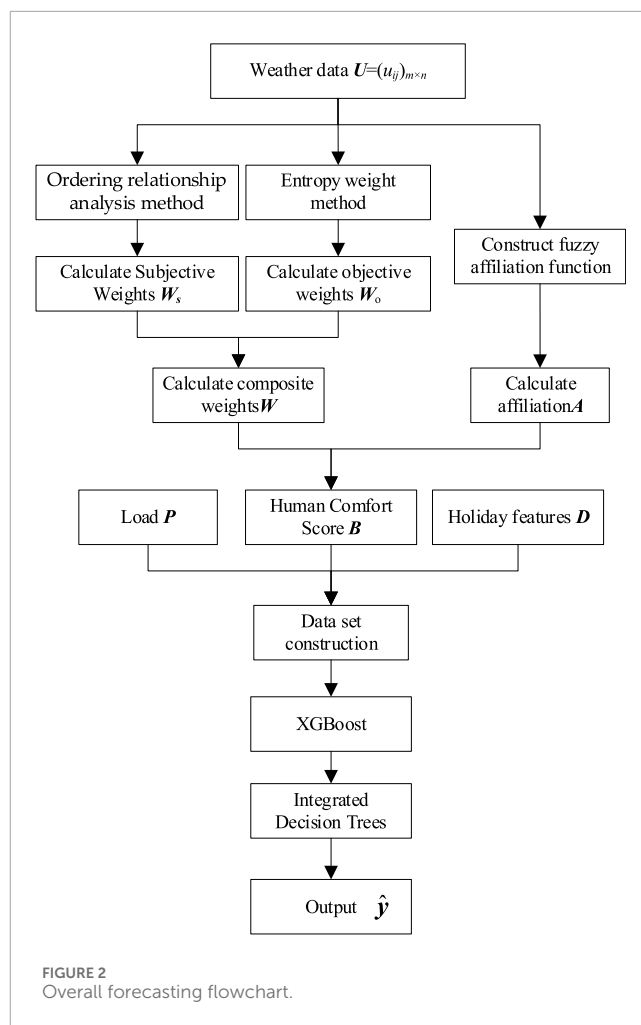 Weather data U=(uij)m×n
Ordering relationship
analysis method
Entropy weight
method
Construct fuzzy
affiliation function
Calculate Subjective
Weights Ws
Calculate objective
weights Wo
Calculate composite
weightsW
Calculate
affiliationA
Load P
Human Comfort
Score B
Holiday features D
Data set
construction
XGBoost
Integrated
Decision Trees
Output ŷ
FIGURE 2
Overall forecasting flowchart.